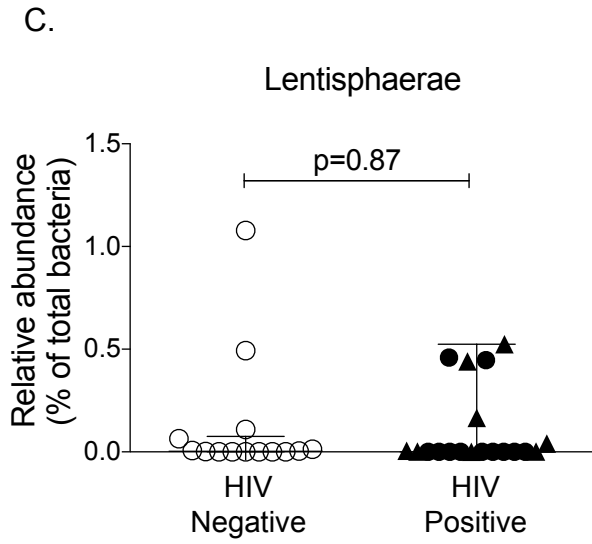 C.
Lentisphaerae
Relative abundance
(% of total bacteria)
1.5
1.0
0.5
0.0
p=0.87
HIV
Negative
HIV
Positive